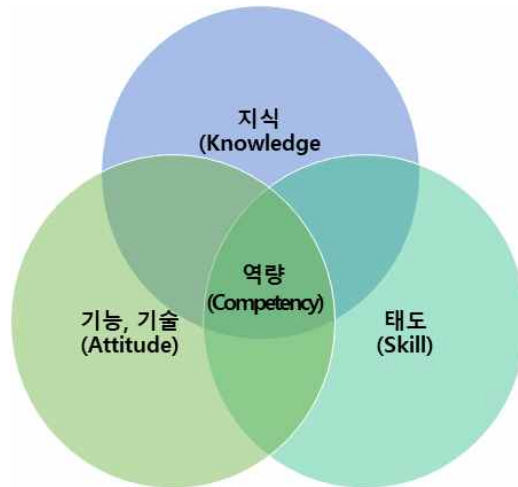 지식
(Knowledge
역량
(Competency)
기능, 기술
(Attitude)
태도
(Skill)